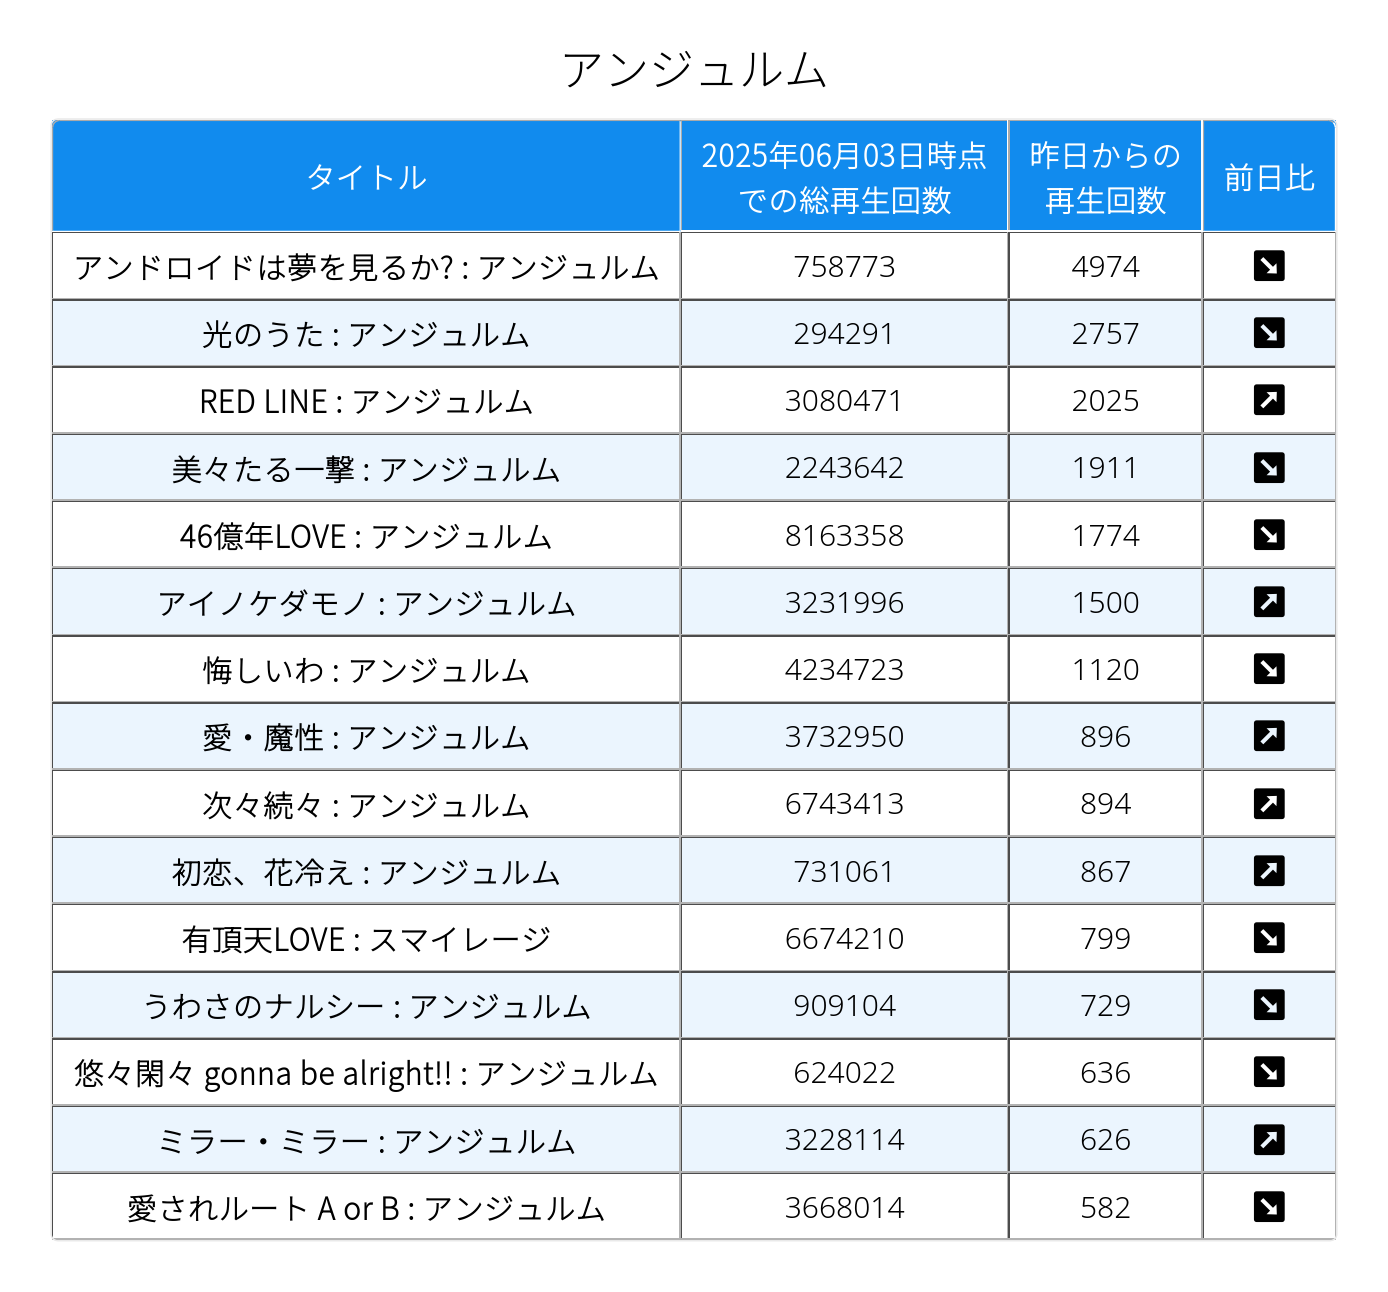 アンジュルム
タイトル
2025年06月03日時点
での総再生回数
昨日からの
再生回数
前日比
アンドロイドは夢を見るか? : アンジュルム 758773 4974 ↘
光のうた : アンジュルム 294291 2757 ↘
RED LINE : アンジュルム 3080471 2025 ↗
美々たる一撃 : アンジュルム 2243642 1911 ↘
46億年LOVE : アンジュルム 8163358 1774 ↘
アイノケダモノ : アンジュルム 3231996 1500 ↗
悔しいわ : アンジュルム 4234723 1120 ↘
愛・魔性 : アンジュルム 3732950 896 ↗
次々続々 : アンジュルム 6743413 894 ↗
初恋、花冷え : アンジュルム 731061 867 ↗
有頂天LOVE : スマイレージ 6674210 799 ↘
うわさのナルシー : アンジュルム 909104 729 ↘
悠々閑々 gonna be alright!! : アンジュルム 624022 636 ↘
ミラー・ミラー : アンジュルム 3228114 626 ↗
愛されルート A or B : アンジュルム 3668014 582 ↘